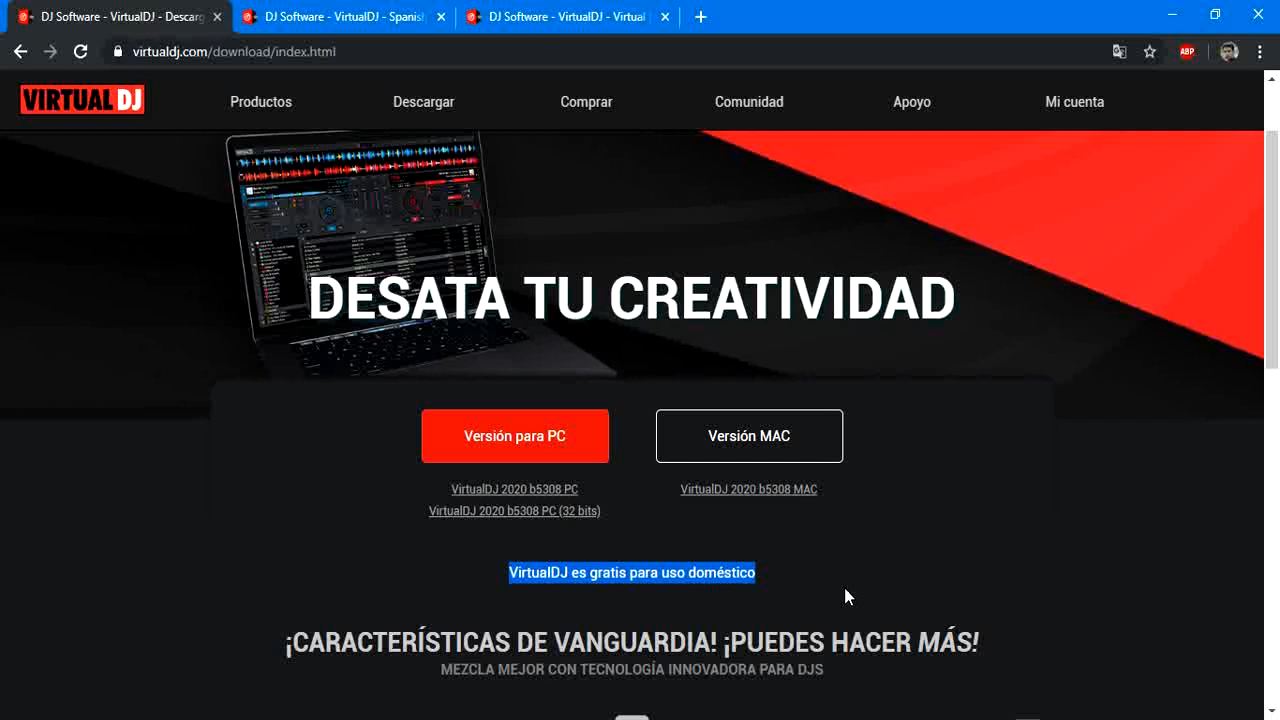 DJ Software - VirtualDJ - Descarg
DJ Software - VirtualDJ - Spanish
DJ Software - VirtualDJ - Virtual
virtualdj.com/download/index.html
ABP
VIRTUAL DJ
Productos
Descargar
Comprar
Comunidad
Apoyo
Mi cuenta
DESATA TU CREATIVIDAD
Versión para PC
Versión MAC
VirtualDJ 2020 b5308 PC
VirtualDJ 2020 b5308 MAC
VirtualDJ 2020 b5308 PC (32 bits)
VirtualDJ es gratis para uso doméstico
¡CARACTERÍSTICAS DE VANGUARDIA! ¡PUEDES HACER MÁS!
MEZCLA MEJOR CON TECNOLOGÍA INNOVADORA PARA DJS